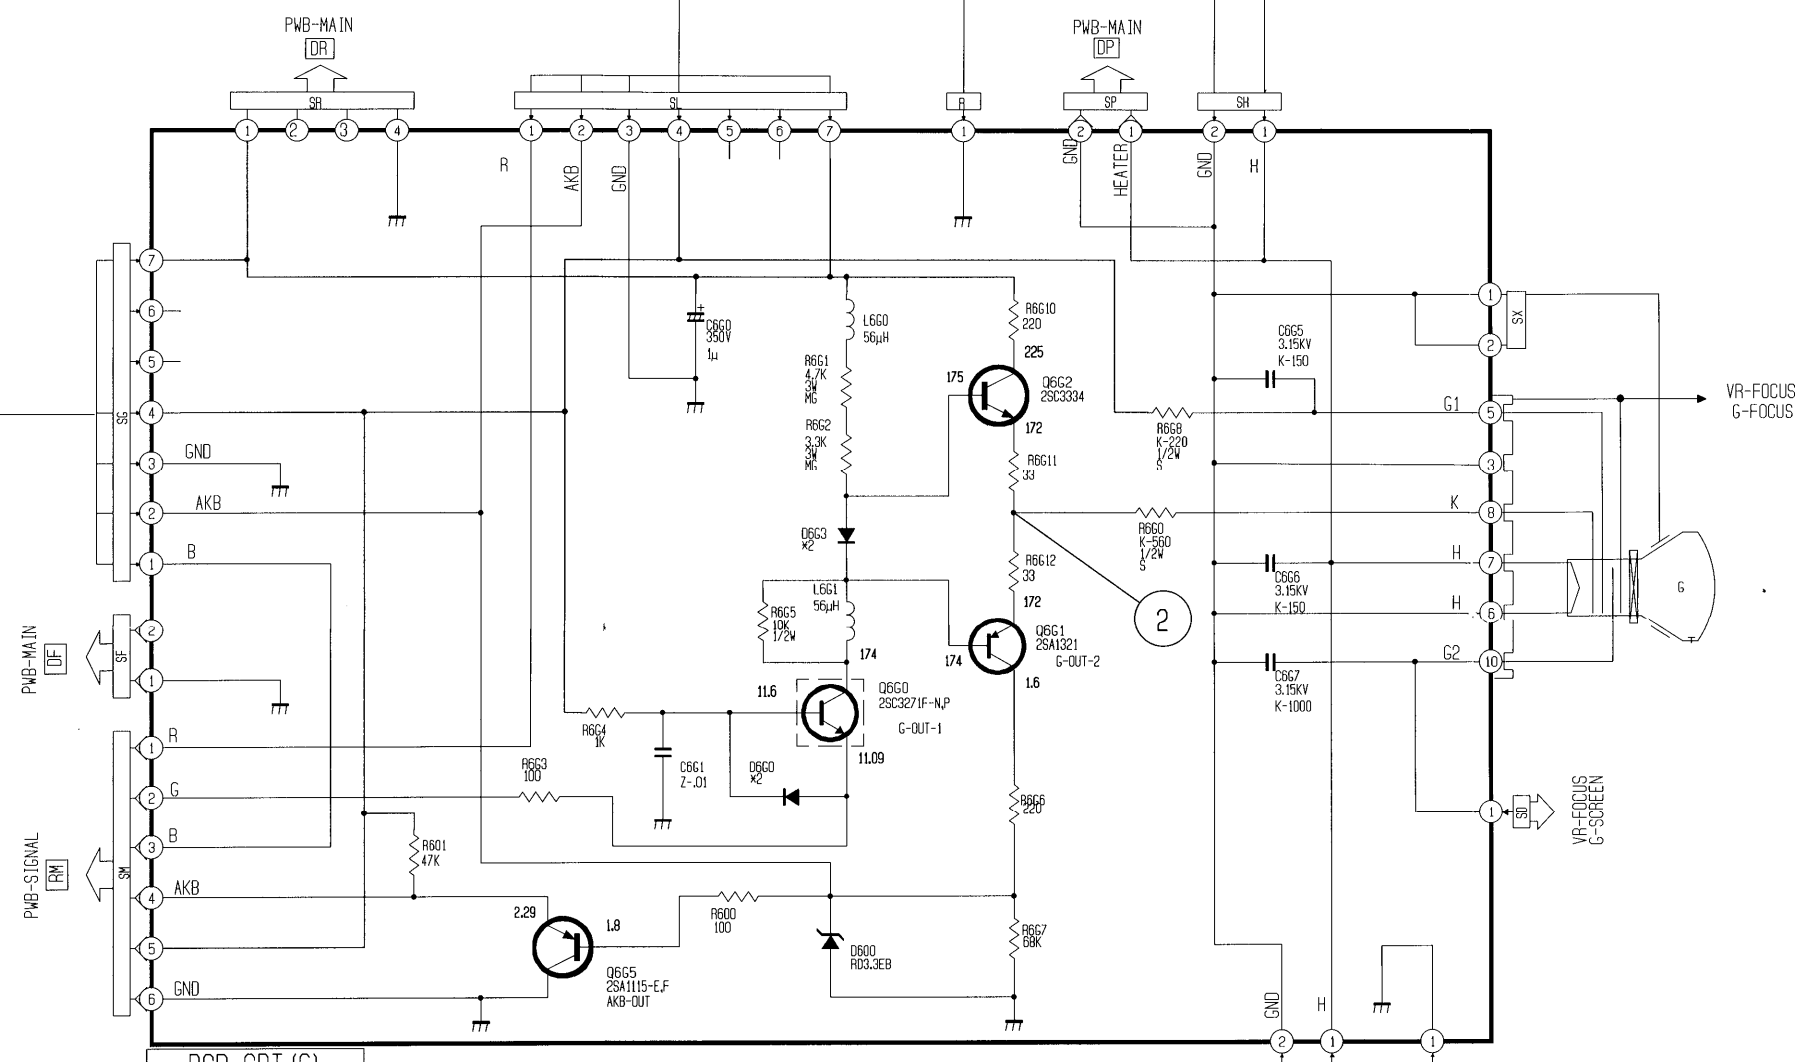 PWB-MAIN
DR
PWB-MAIN
DP
SR
SL
R
SP
SH
1
2
3
4
1
2
3
4
5
6
7
1
2
1
2
1
R
AKB
GND
GND
HEATER
GND
H
SG
7
6
5
4
3
GND
2
AKB
1
B
C6G0
350V
1µ
L6G0
56µH
R6G1
4.7K
3W
MG
R6G2
3.3K
3W
MG
R6G10
220
225
175
Q6G2
2SC3334
172
R6G11
33
D6G3
*2
R6G12
33
172
L6G1
56µH
R6G5
10K
1/2W
174
174
Q6G1
2SA1321
G-OUT-2
1.6
2
C6G5
3.15KV
K-150
R6G8
K-220
1/2W
S
R6G0
K-560
1/2W
S
C6G6
3.15KV
K-150
C6G7
3.15KV
K-1000
1
2
SX
G1
5
3
K
8
H
7
H
6
G2
10
VR-FOCUS
G-FOCUS
G
1
SD
VR-FOCUS
G-SCREEN
PWB-MAIN
DF
SF
2
1
PWB-SIGNAL
RM
SM
1
R
2
G
3
B
4
AKB
5
6
GND
11.6
Q6G0
2SC3271F-N,P
G-OUT-1
11.09
R6G4
1K
C6G1
Z-.01
D6G0
*2
R6G3
100
R6G6
220
R601
47K
2.29
1.8
Q6G5
2SA1115-E,F
AKB-OUT
R600
100
D600
RD3.3EB
R6G7
68K
GND
H
2
1
1
PCB-CRT(G)